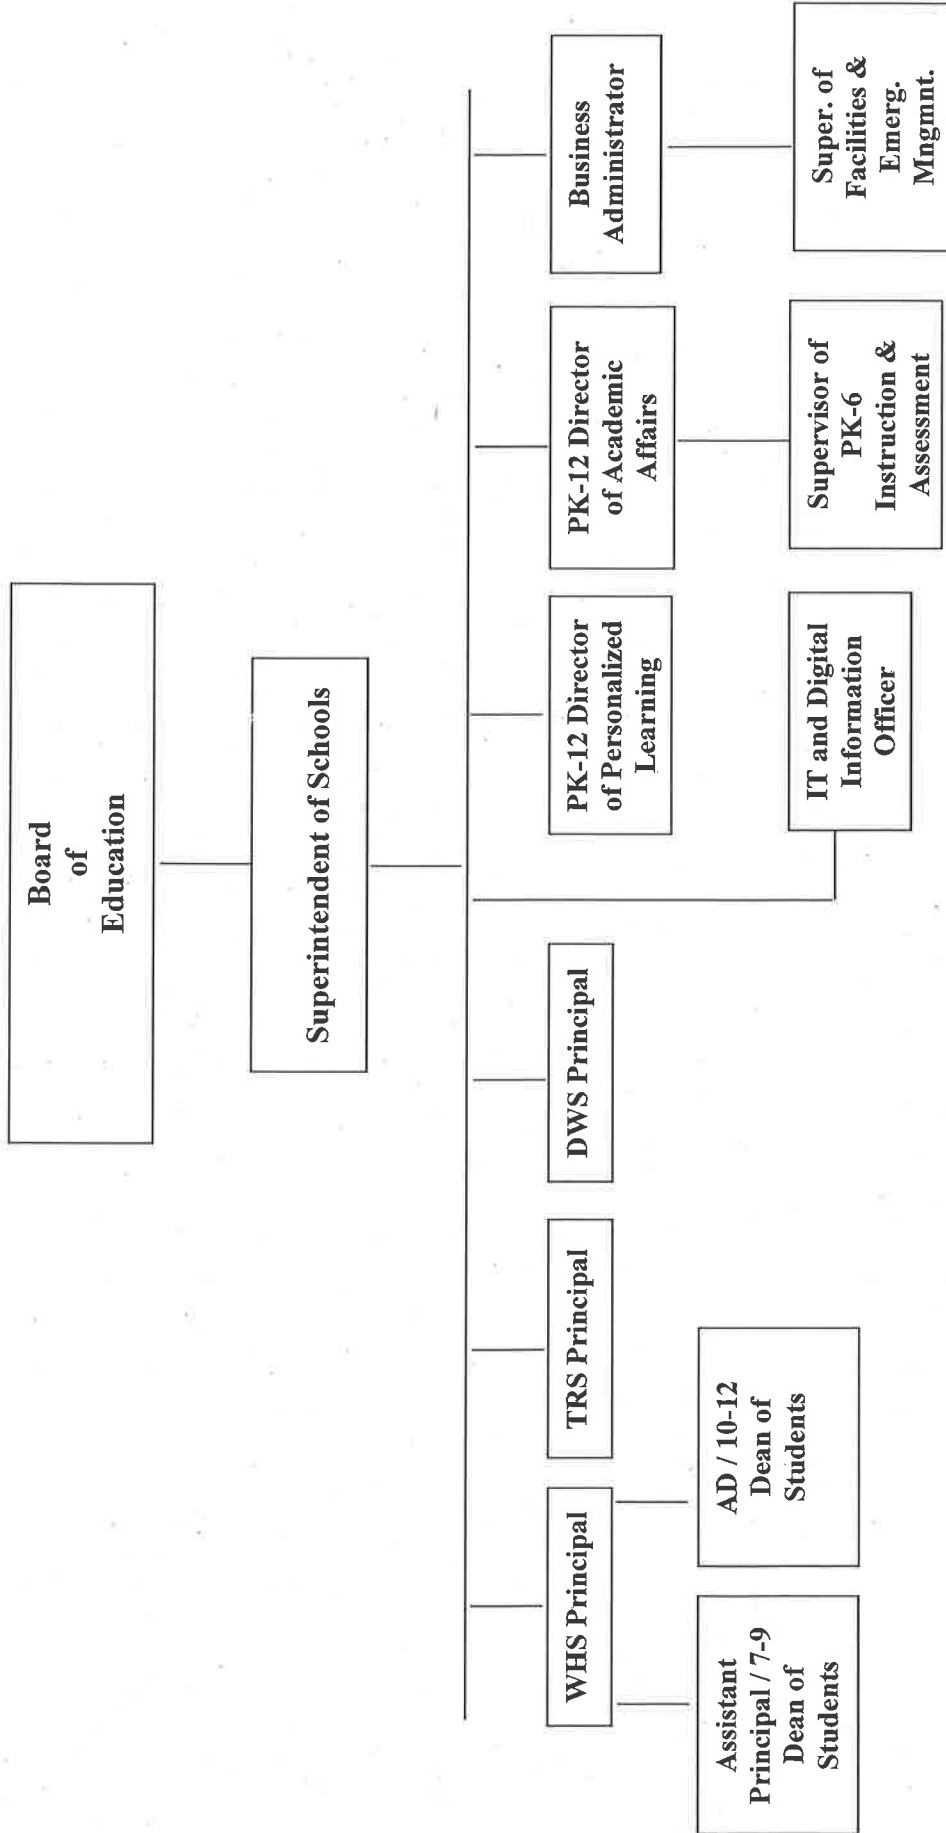 Board
of
Education
Superintendent of Schools
WHS Principal
TRS Principal
DWS Principal
PK-12 Director
of Personalized
Learning
PK-12 Director
of Academic
Affairs
Business
Administrator
Assistant
Principal / 7-9
Dean of
Students
AD / 10-12
Dean of
Students
IT and Digital
Information
Officer
Supervisor of
PK-6
Instruction &
Assessment
Super. of
Facilities &
Emerg.
Mngmnt.